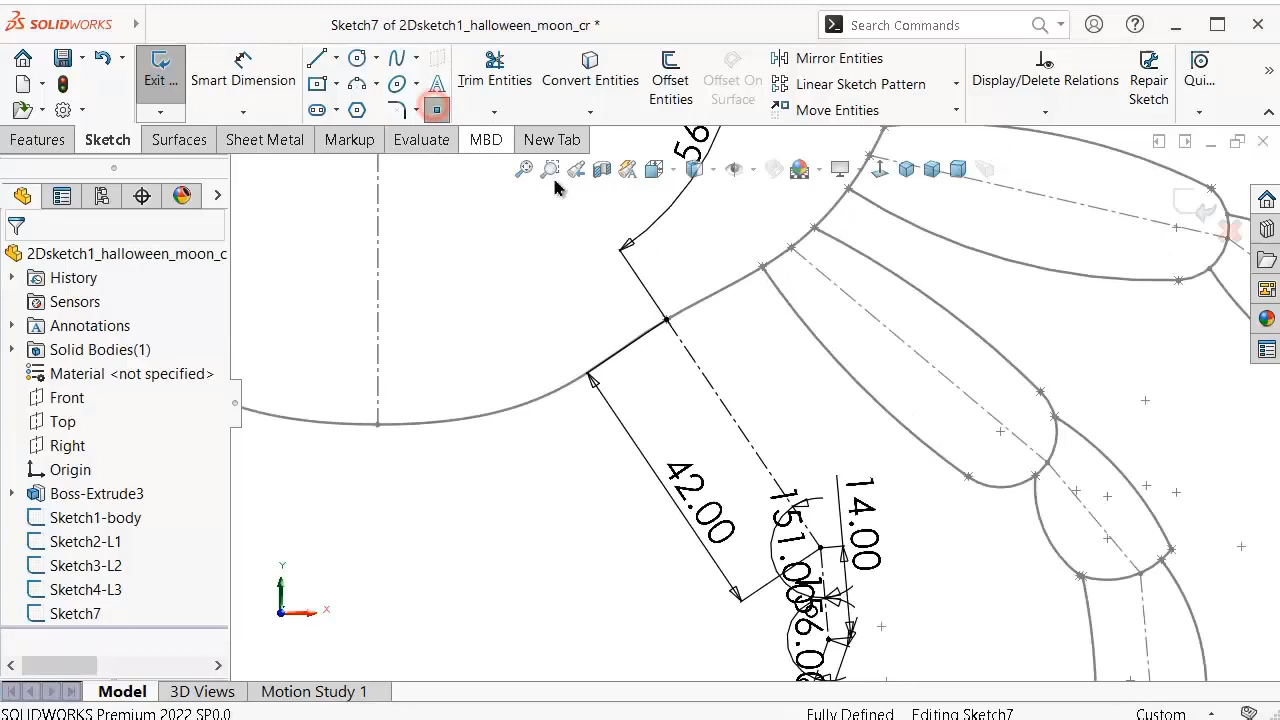 SOLIDWORKS
Sketch7 of 2Dsketch1_halloween_moon_cr *
Search Commands
Exit ...
Smart Dimension
Trim Entities
Convert Entities
Offset Entities
Offset On Surface
Mirror Entities
Linear Sketch Pattern
Move Entities
Display/Delete Relations
Repair Sketch
Qui...
Features
Sketch
Surfaces
Sheet Metal
Markup
Evaluate
MBD
New Tab
2Dsketch1_halloween_moon_c
History
Sensors
Annotations
Solid Bodies(1)
Material <not specified>
Front
Top
Right
Origin
Boss-Extrude3
Sketch1-body
Sketch2-L1
Sketch3-L2
Sketch4-L3
Sketch7
56
42.00
14.00
151.00
Y
X
Model
3D Views
Motion Study 1
SOLIDWORKS Premium 2022 SP0.0
Fully Defined
Editing Sketch7
Custom